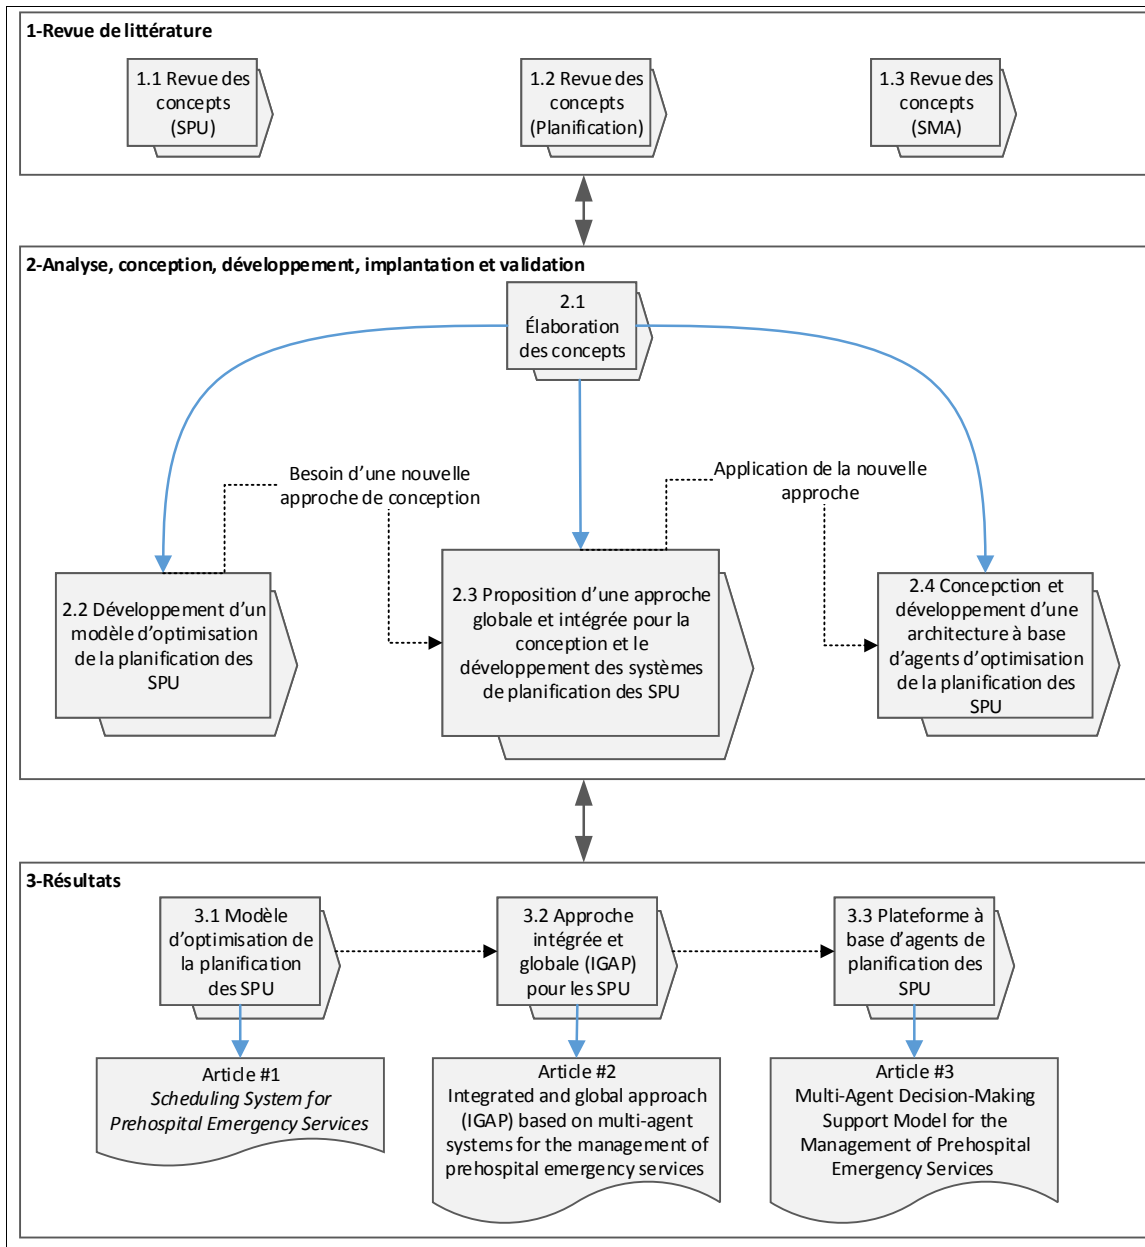 1-Revue de littérature
1.1 Revue des
concepts
(SPU)
1.2 Revue des
concepts
(Planification)
1.3 Revue des
concepts
(SMA)
2-Analyse, conception, développement, implantation et validation
2.1
Élaboration
des concepts
Besoin d’une nouvelle
approche de conception
Application de la nouvelle
approche
2.2 Développement d’un
modèle d’optimisation
de la planification des
SPU
2.3 Proposition d’une approche
globale et intégrée pour la
conception et le
développement des systèmes
de planification des SPU
2.4 Concepction et
développement d’une
architecture à base
d’agents d’optimisation
de la planification des
SPU
3-Résultats
3.1 Modèle
d’optimisation de
la planification
des SPU
3.2 Approche
intégrée et
globale (IGAP)
pour les SPU
3.3 Plateforme à
base d’agents de
planification des
SPU
Article #1
Scheduling System for
Prehospital Emergency Services
Article #2
Integrated and global approach
(IGAP) based on multi-agent
systems for the management of
prehospital emergency services
Article #3
Multi-Agent Decision-Making
Support Model for the
Management of Prehospital
Emergency Services